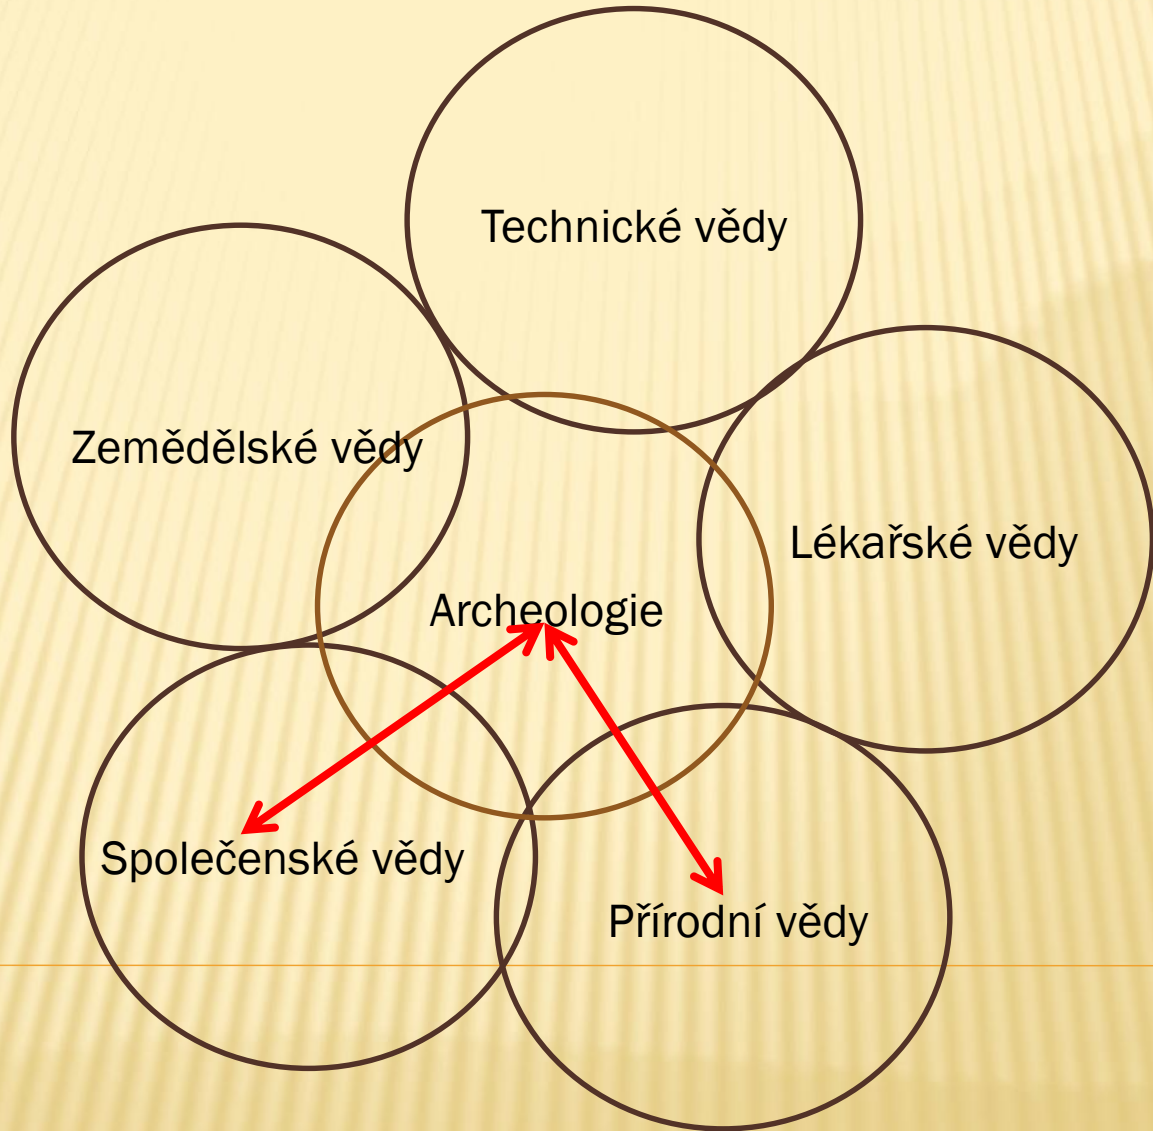 Technické vědy
Zemědělské vědy
Lékařské vědy
Archeologie
Společenské vědy
Přírodní vědy